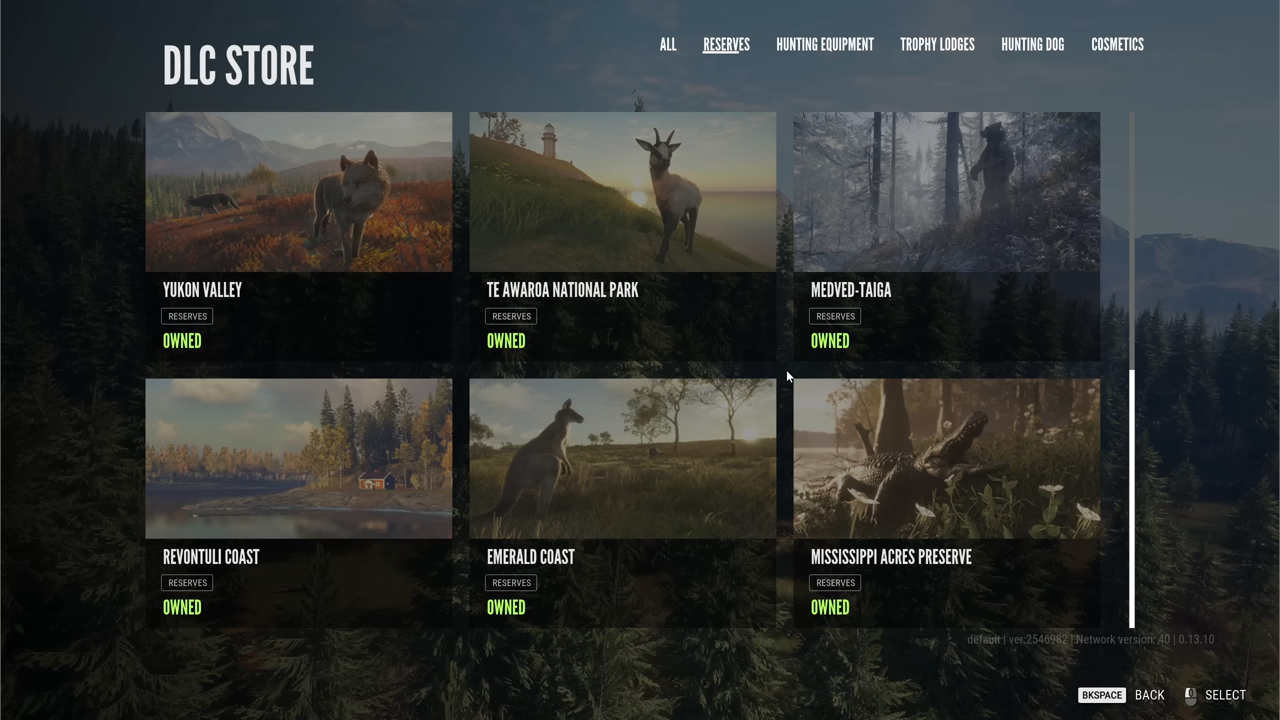 DLC STORE
ALL RESERVES HUNTING EQUIPMENT TROPHY LODGES HUNTING DOG COSMETICS
YUKON VALLEY
RESERVES
OWNED
TE AWAROA NATIONAL PARK
RESERVES
OWNED
MEDVED-TAIGA
RESERVES
OWNED
REVONTULI COAST
RESERVES
OWNED
EMERALD COAST
RESERVES
OWNED
MISSISSIPPI ACRES PRESERVE
RESERVES
OWNED
default | ver:2546982 | Network version: 40 | 0.13.10
BKSPACE BACK SELECT